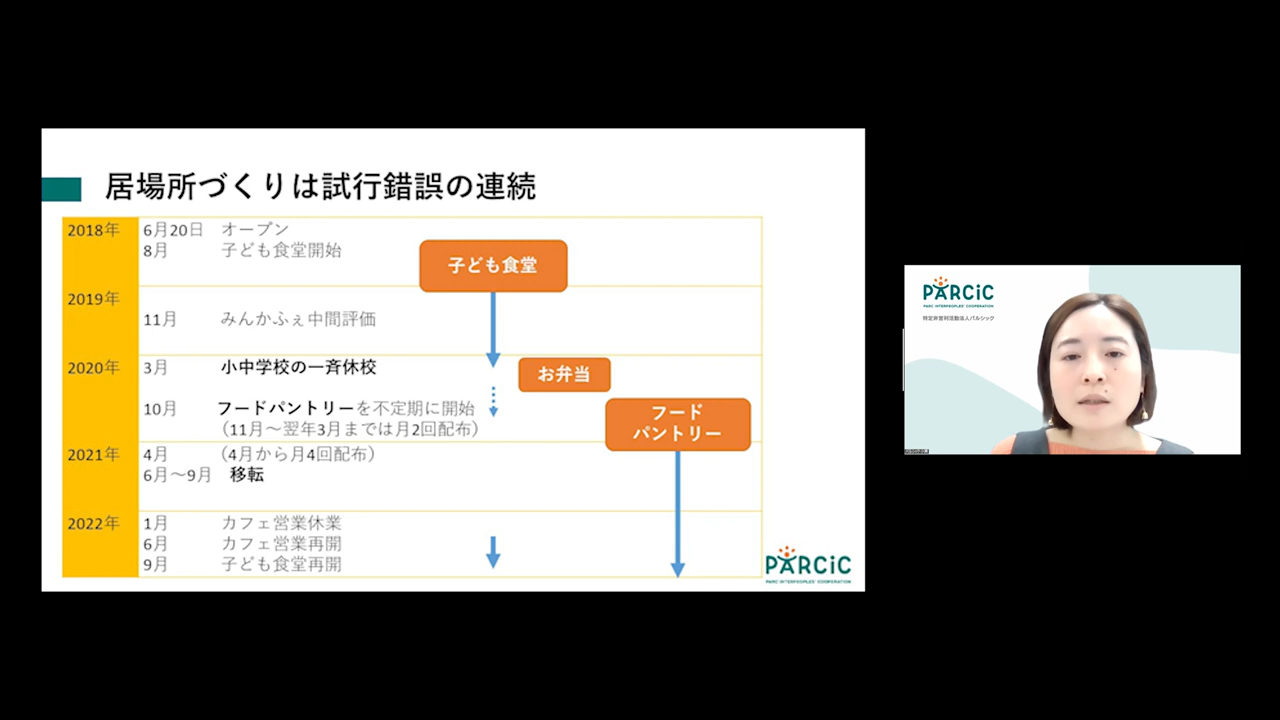 居場所づくりは試行錯誤の連続
2018年 6月20日 オープン
8月 子ども食堂開始
子ども食堂
2019年
11月 みんかふぇ中間評価
2020年 3月 小中学校の一斉休校
お弁当
10月 フードパントリーを不定期に開始
（11月～翌年3月までは月2回配布）
フード
パントリー
2021年 4月 （4月から月4回配布）
6月～9月 移転
2022年 1月 カフェ営業休業
6月 カフェ営業再開
9月 子ども食堂再開
PARCiC
PARC INTERPEOPLES' COOPERATION
PARCiC
PARC INTERPEOPLES' COOPERATION
特定非営利活動法人パルシック